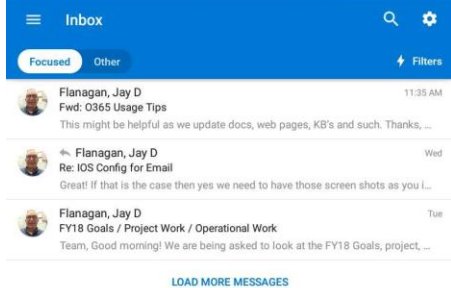 Inbox
Focused Other Filters
Flanagan, Jay D 11:35 AM
Fwd: O365 Usage Tips
This might be helpful as we update docs, web pages, KB's and such. Thanks, ...
Flanagan, Jay D Wed
Re: IOS Config for Email
Great! If that is the case then yes we need to have those screen shots as you i...
Flanagan, Jay D Tue
FY18 Goals / Project Work / Operational Work
Team, Good morning! We are being asked to look at the FY18 Goals, project, ...
LOAD MORE MESSAGES